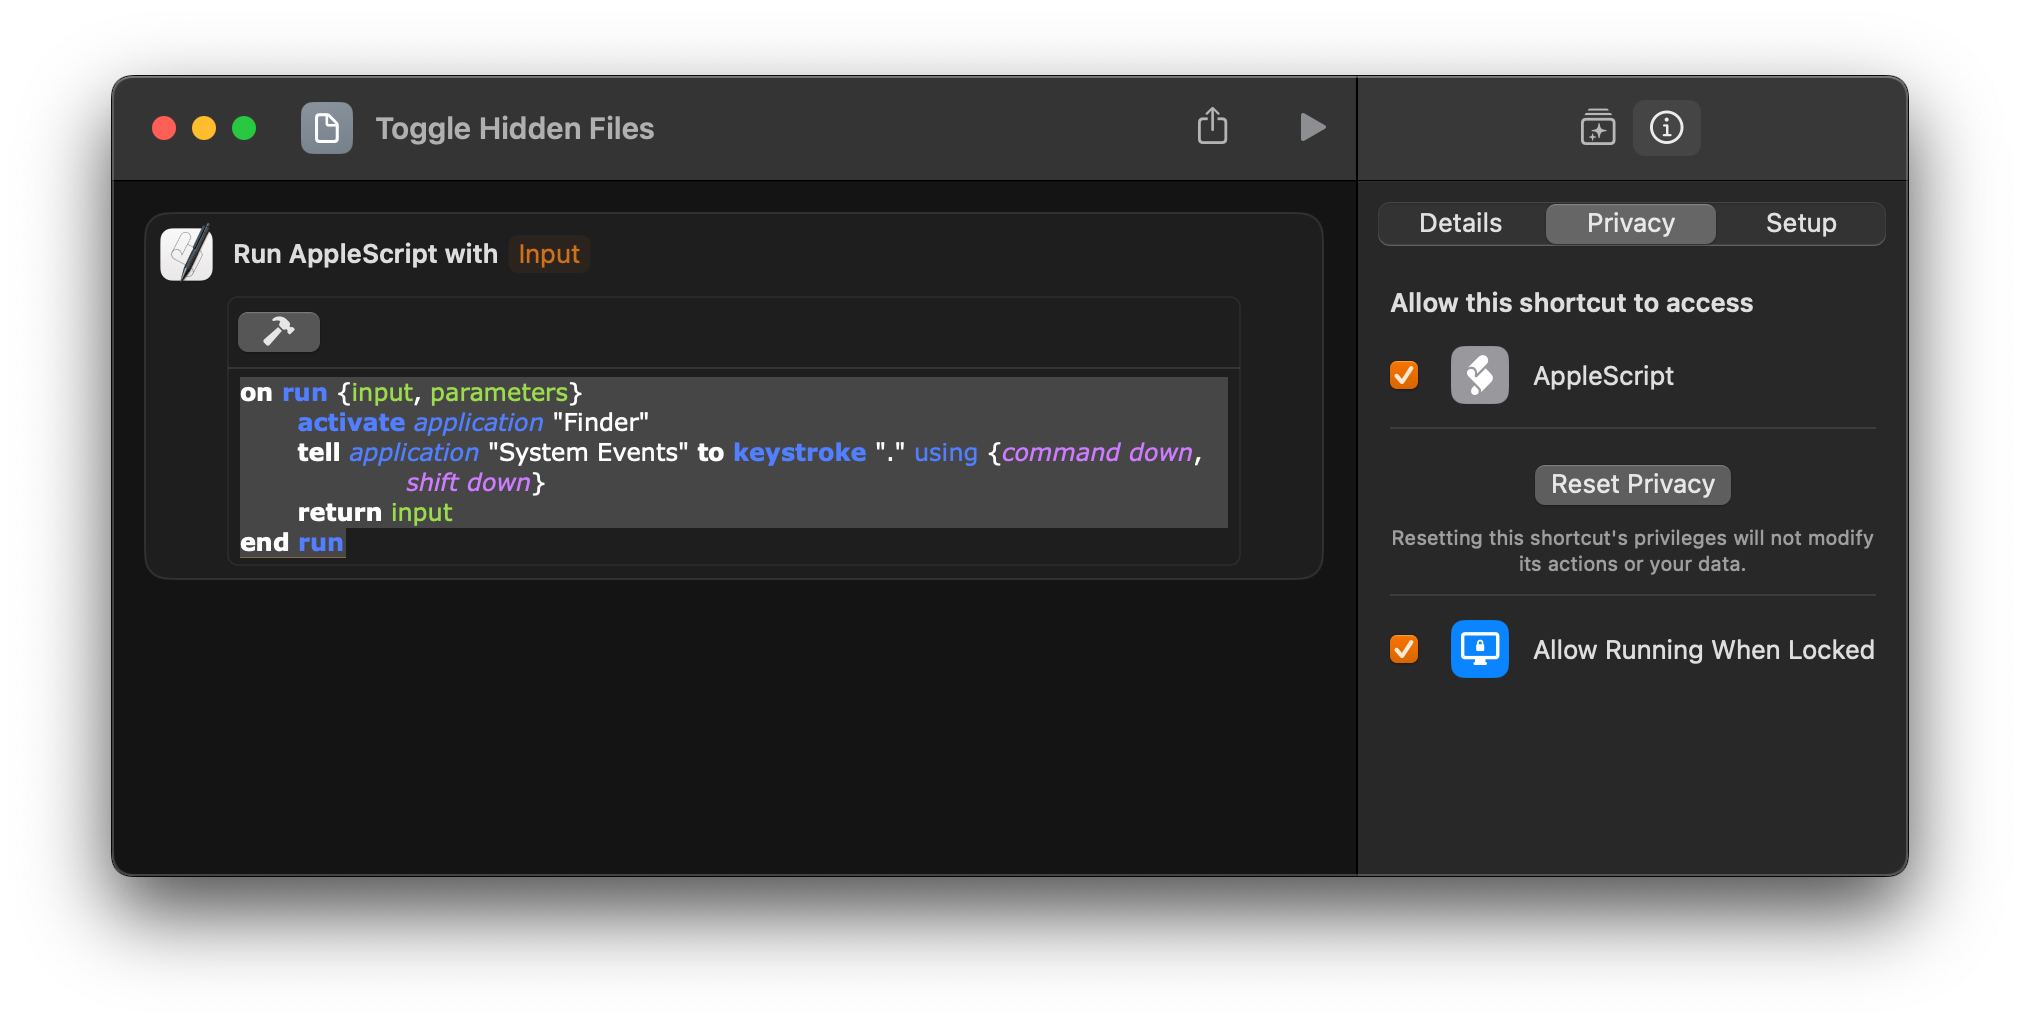 Toggle Hidden Files
Run AppleScript with Input
on run {input, parameters}
activate application "Finder"
tell application "System Events" to keystroke "." using {command down,
shift down}
return input
end run
Details Privacy Setup
Allow this shortcut to access
AppleScript
Reset Privacy
Resetting this shortcut's privileges will not modify
its actions or your data.
Allow Running When Locked